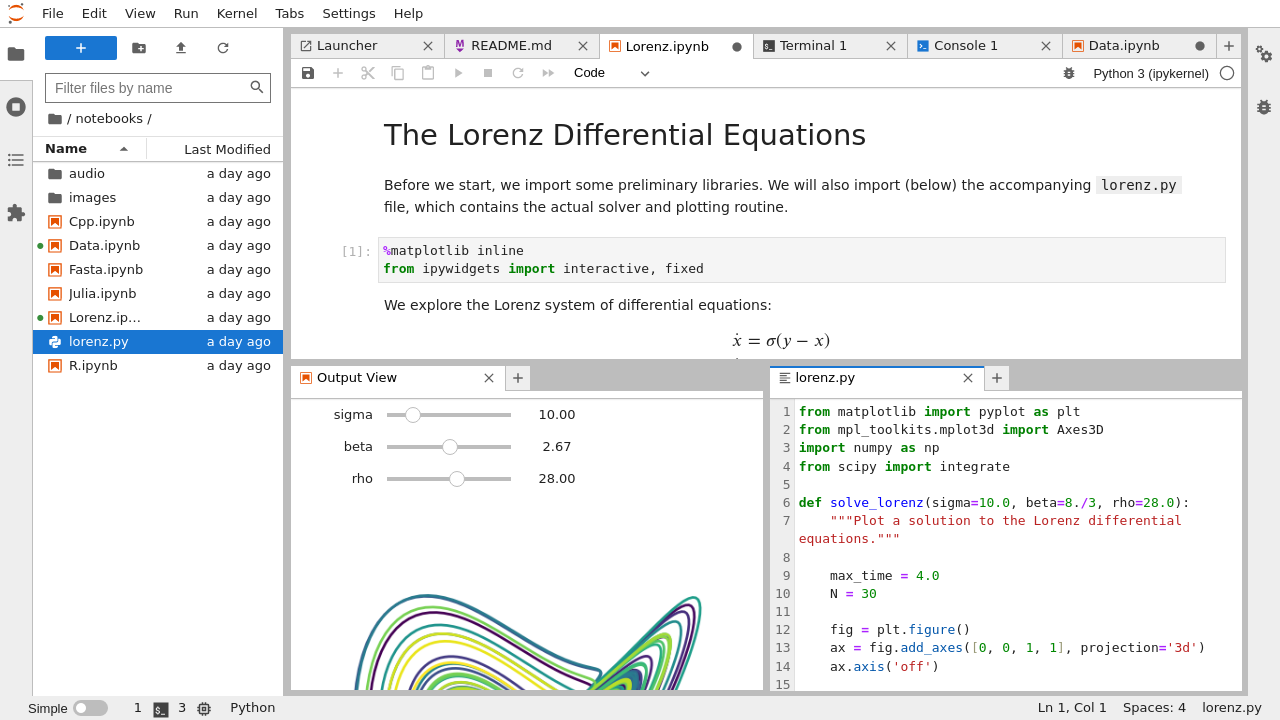 File Edit View Run Kernel Tabs Settings Help
Filter files by name
/ notebooks /
Name Last Modified
audio a day ago
images a day ago
Cpp.ipynb a day ago
Data.ipynb a day ago
Fasta.ipynb a day ago
Julia.ipynb a day ago
Lorenz.ip… a day ago
lorenz.py a day ago
R.ipynb a day ago
Launcher README.md Lorenz.ipynb Terminal 1 Console 1 Data.ipynb
Code Python 3 (ipykernel)
The Lorenz Differential Equations
Before we start, we import some preliminary libraries. We will also import (below) the accompanying lorenz.py
file, which contains the actual solver and plotting routine.
[1]: %matplotlib inline
from ipywidgets import interactive, fixed
We explore the Lorenz system of differential equations:
ẋ = σ(y − x)
Output View
sigma 10.00
beta 2.67
rho 28.00
lorenz.py
1 from matplotlib import pyplot as plt
2 from mpl_toolkits.mplot3d import Axes3D
3 import numpy as np
4 from scipy import integrate
5
6 def solve_lorenz(sigma=10.0, beta=8./3, rho=28.0):
7     """Plot a solution to the Lorenz differential
equations."""
8
9     max_time = 4.0
10     N = 30
11
12     fig = plt.figure()
13     ax = fig.add_axes([0, 0, 1, 1], projection='3d')
14     ax.axis('off')
15
Simple 1 3 Python Ln 1, Col 1 Spaces: 4 lorenz.py